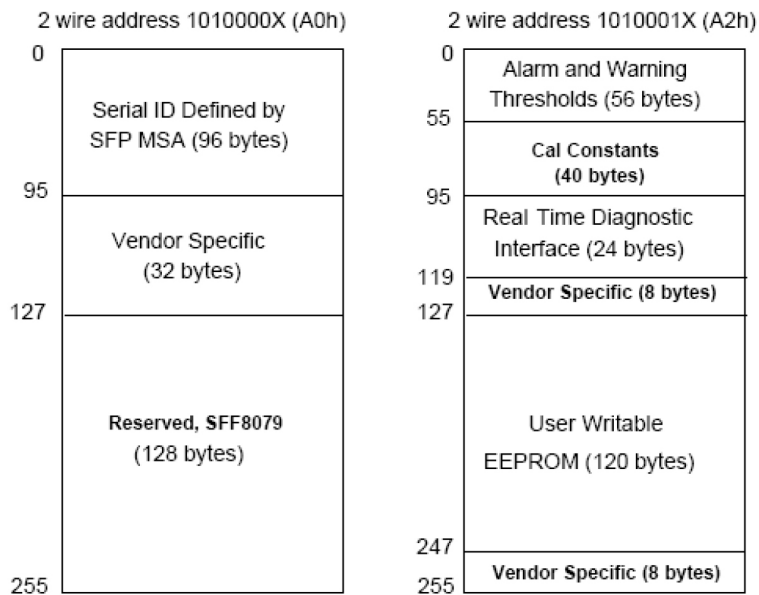 2 wire address 1010000X (A0h)
0
Serial ID Defined by
SFP MSA (96 bytes)
95
Vendor Specific
(32 bytes)
127
Reserved, SFF8079
(128 bytes)
255
2 wire address 1010001X (A2h)
0
Alarm and Warning
Thresholds (56 bytes)
55
Cal Constants
(40 bytes)
95
Real Time Diagnostic
Interface (24 bytes)
119
Vendor Specific (8 bytes)
127
User Writable
EEPROM (120 bytes)
247
Vendor Specific (8 bytes)
255